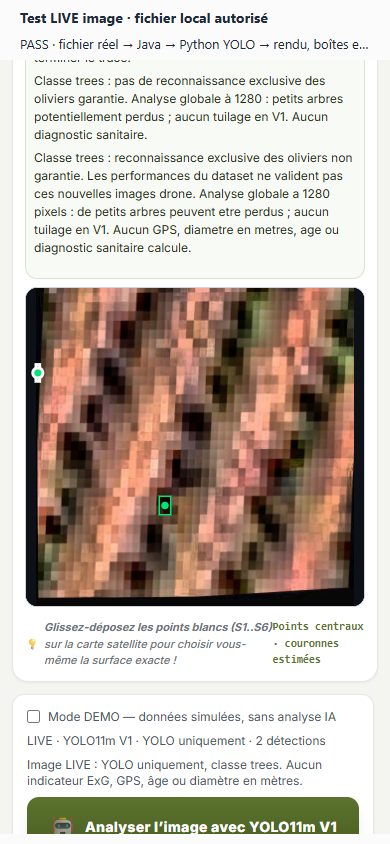 Test LIVE image · fichier local autorisé
PASS · fichier réel → Java → Python YOLO → rendu, boîtes e...
terminer le tracé.
Classe trees : pas de reconnaissance exclusive des
oliviers garantie. Analyse globale à 1280 : petits arbres
potentiellement perdus ; aucun tuilage en V1. Aucun
diagnostic sanitaire.
Classe trees : reconnaissance exclusive des oliviers non
garantie. Les performances du dataset ne valident pas
ces nouvelles images drone. Analyse globale a 1280
pixels : de petits arbres peuvent etre perdus ; aucun
tuilage en V1. Aucun GPS, diametre en metres, age ou
diagnostic sanitaire calcule.
Glissez-déposez les points blancs (S1..S6)
sur la carte satellite pour choisir vous-
même la surface exacte !
Points centraux
· couronnes
estimées
Mode DEMO — données simulées, sans analyse IA
LIVE · YOLO11m V1 · YOLO uniquement · 2 détections
Image LIVE : YOLO uniquement, classe trees. Aucun
indicateur ExG, GPS, âge ou diamètre en mètres.
Analyser l'image avec YOLO11m V1